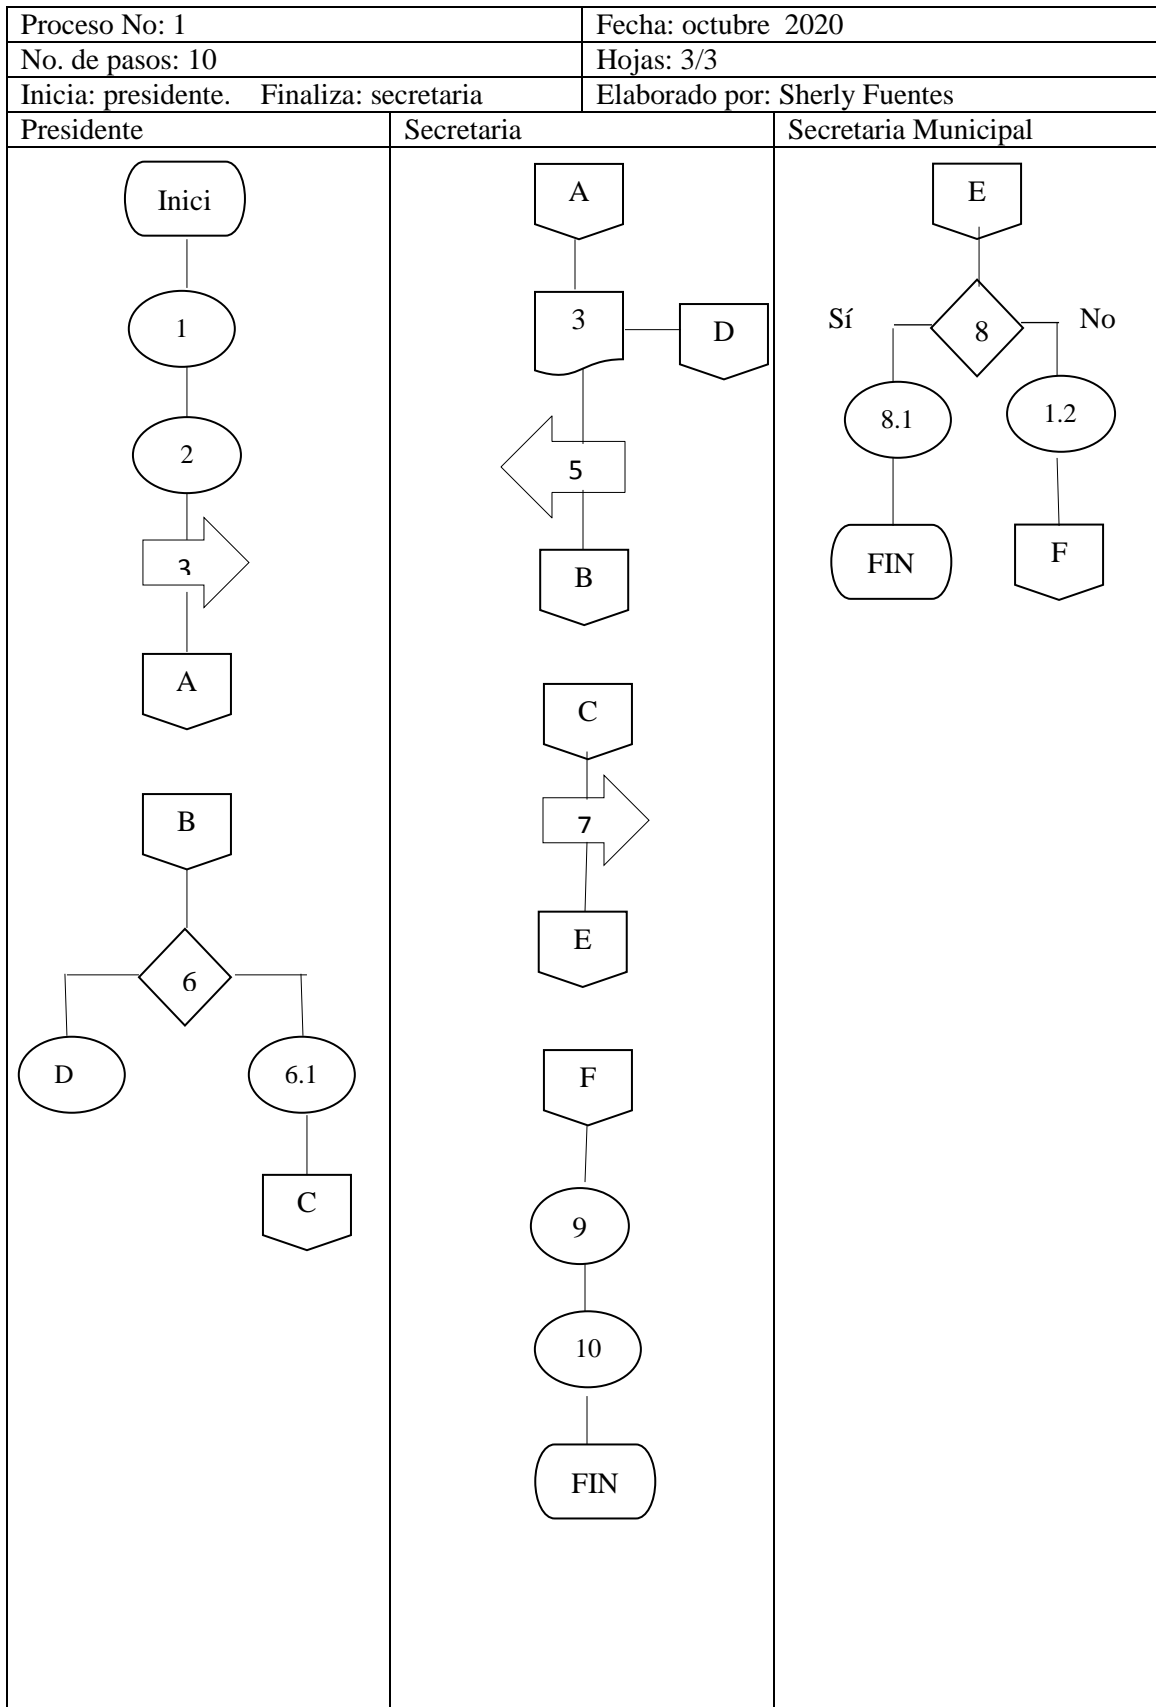 Proceso No: 1
Fecha: octubre 2020
No. de pasos: 10
Hojas: 3/3
Inicia: presidente. Finaliza: secretaria
Elaborado por: Sherly Fuentes
Presidente
Secretaria
Secretaria Municipal
Inici
1
2
3
A
B
6
D
6.1
C
A
3
D
5
B
C
7
E
F
9
10
FIN
E
Sí
8
No
8.1
1.2
FIN
F